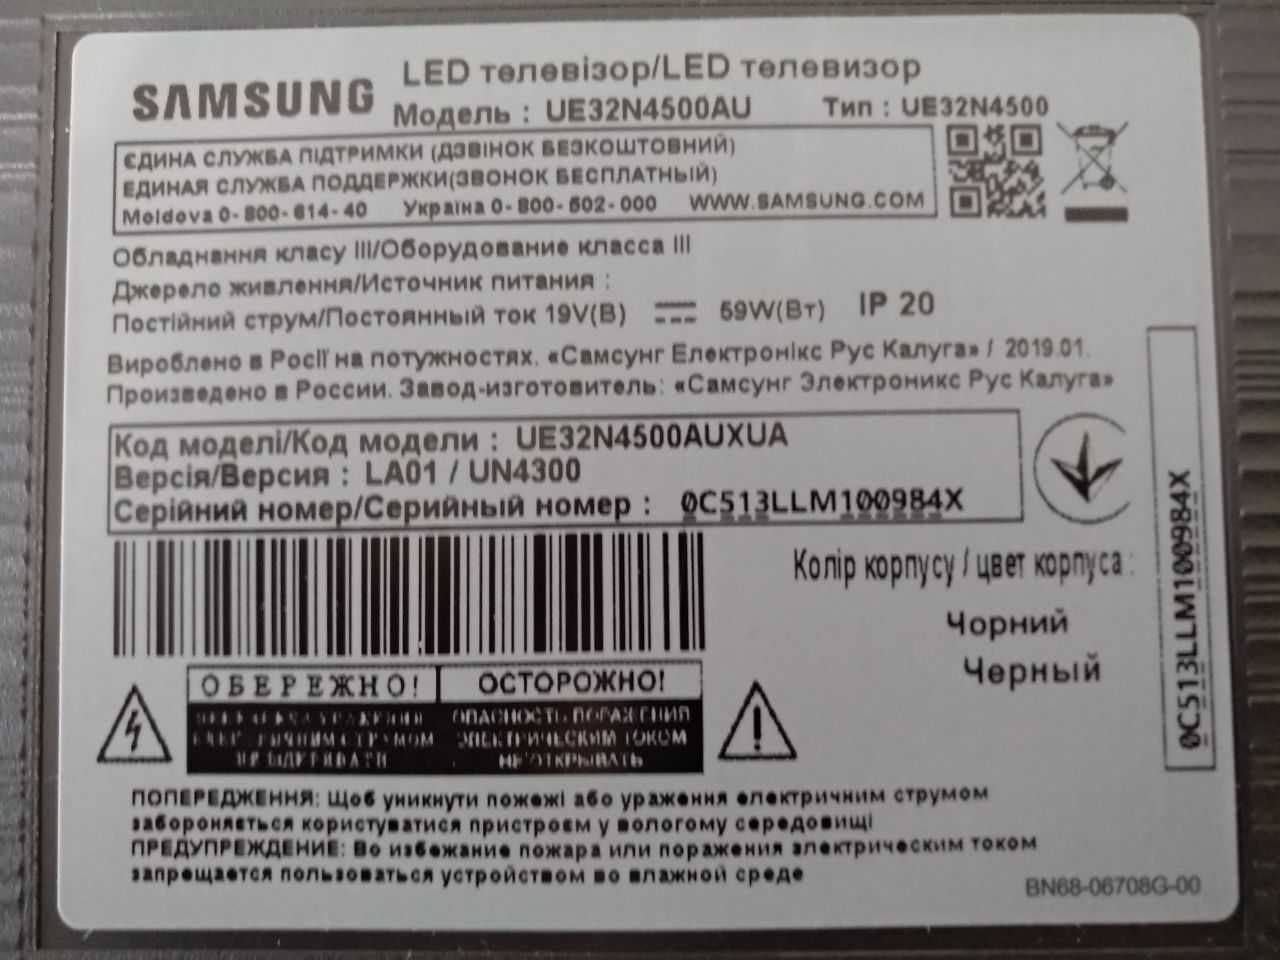 SAMSUNG
LED телевізор/LED телевизор
Модель : UE32N4500AU Тип : UE32N4500
ЄДИНА СЛУЖБА ПІДТРИМКИ (ДЗВІНОК БЕЗКОШТОВНИЙ)
ЕДИНАЯ СЛУЖБА ПОДДЕРЖКИ(ЗВОНОК БЕСПЛАТНЫЙ)
Moldova 0-800-614-40 Україна 0-800-502-000 WWW.SAMSUNG.COM
Обладнання класу III/Оборудование класса III
Джерело живлення/Источник питания :
Постійний струм/Постоянный ток 19V(В) 59W(Вт) IP 20
Вироблено в Росії на потужностях. «Самсунг Електронікс Рус Калуга» / 2019.01.
Произведено в России. Завод-изготовитель: «Самсунг Электроникс Рус Калуга»
Код моделі/Код модели : UE32N4500AUXUA
Версія/Версия : LA01 / UN4300
Серійний номер/Серийный номер : 0C513LLM100984X
0C513LLM100984X
Колір корпусу / цвет корпуса :
Чорний
Черный
ОБЕРЕЖНО! ОСТОРОЖНО!
ОПАСНОСТЬ ПОРАЖЕНИЯ
СТРУМОМ ЭЛЕКТРИЧЕСКИМ ТОКОМ
НЕ ВІДКРИВАТИ НЕ ОТКРЫВАТЬ
ПОПЕРЕДЖЕННЯ: Щоб уникнути пожежі або ураження електричним струмом
забороняється користуватися пристроєм у вологому середовищі
ПРЕДУПРЕЖДЕНИЕ: Во избежание пожара или поражения электрическим током
запрещается пользоваться устройством во влажной среде
BN68-06708G-00